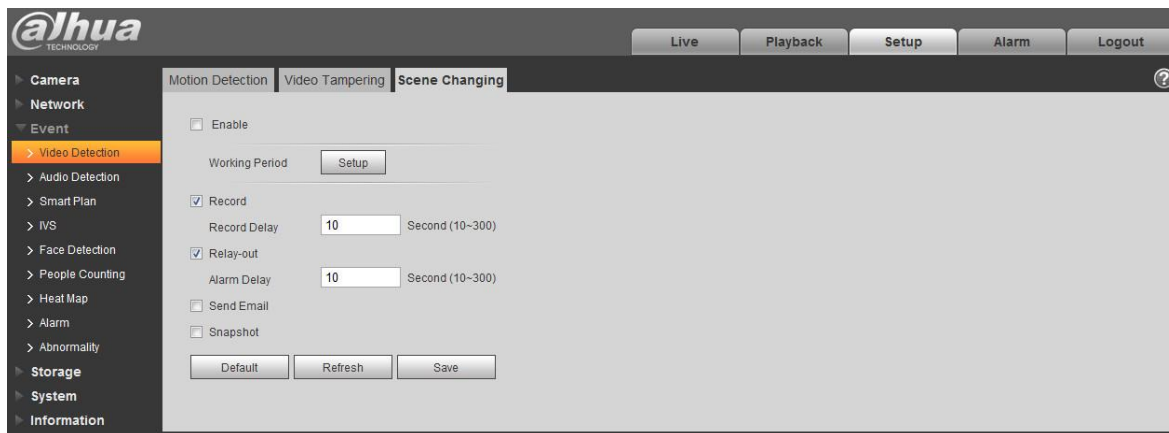 alhua
TECHNOLOGY
Live Playback Setup Alarm Logout
Camera
Network
Event
> Video Detection
> Audio Detection
> Smart Plan
> IVS
> Face Detection
> People Counting
> Heat Map
> Alarm
> Abnormality
Storage
System
Information
Motion Detection Video Tampering Scene Changing
?
Enable
Working Period Setup
Record
Record Delay 10 Second (10~300)
Relay-out
Alarm Delay 10 Second (10~300)
Send Email
Snapshot
Default Refresh Save